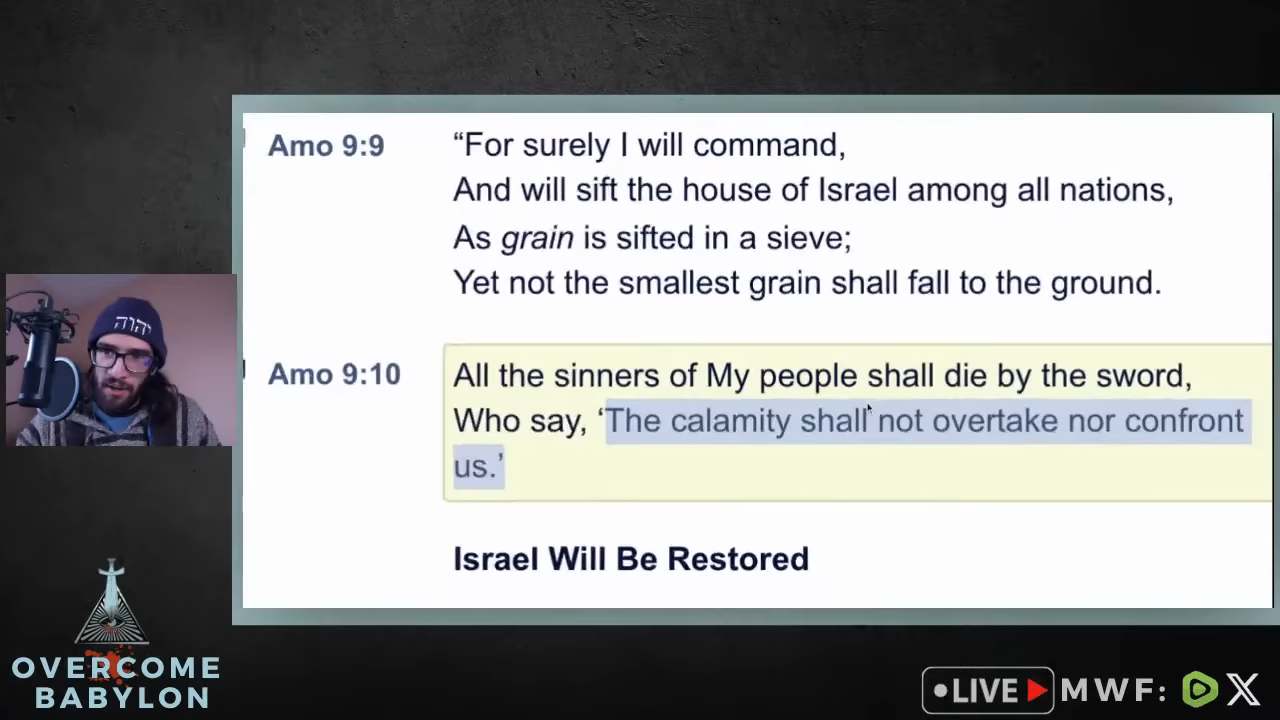 Amo 9:9
“For surely I will command,
And will sift the house of Israel among all nations,
As grain is sifted in a sieve;
Yet not the smallest grain shall fall to the ground.
Amo 9:10
All the sinners of My people shall die by the sword,
Who say, ‘The calamity shall not overtake nor confront
us.’
Israel Will Be Restored
יהוה
OVERCOME
BABYLON
LIVE MWF: X